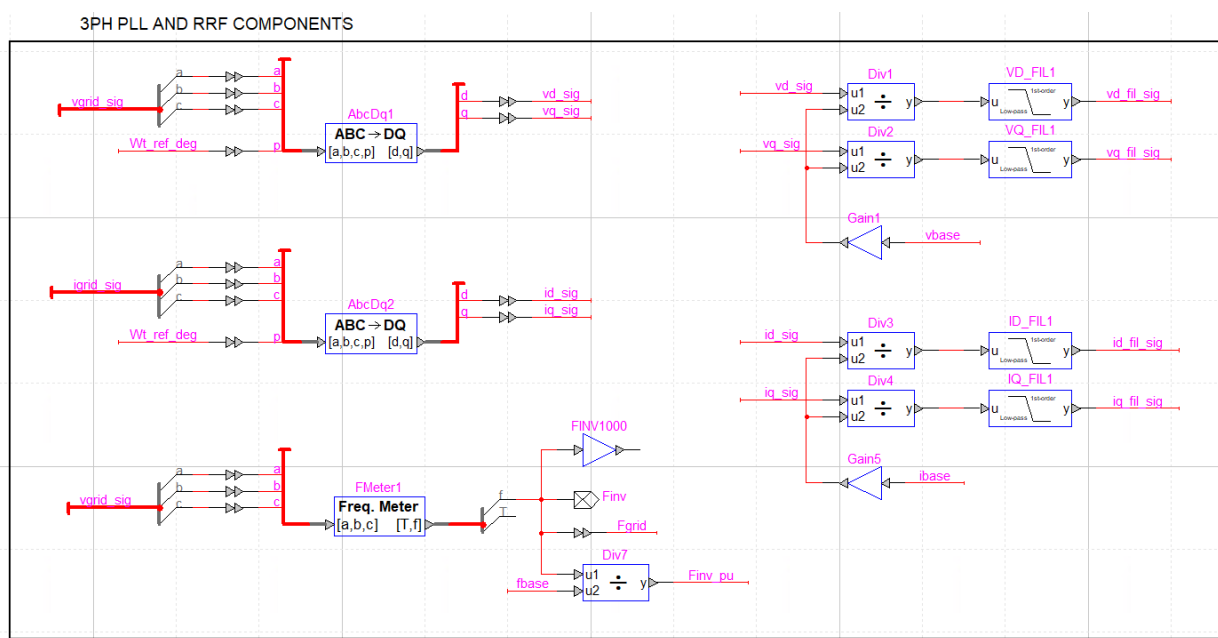 3PH PLL AND RRF COMPONENTS
vgrid_sig
a
b
c
a
b
c
Wt_ref_deg
p
AbcDq1
ABC→DQ
[a,b,c,p] [d,q]
d
q
vd_sig
vq_sig
igrid_sig
a
b
c
a
b
c
Wt_ref_deg
p
AbcDq2
ABC→DQ
[a,b,c,p] [d,q]
d
q
id_sig
iq_sig
vgrid_sig
a
b
c
a
b
c
FMeter1
Freq. Meter
[a,b,c] [T,f]
f
T
FINV1000
Finv
Fgrid
Div7
fbase
u1
u2
÷
y
Finv_pu
vd_sig
Div1
u1
u2
÷
y
VD_FIL1
1st-order
u
y
Low-pass
vd_fil_sig
vq_sig
Div2
u1
u2
÷
y
VQ_FIL1
1st-order
u
y
Low-pass
vq_fil_sig
Gain1
vbase
id_sig
Div3
u1
u2
÷
y
ID_FIL1
1st-order
u
y
Low-pass
id_fil_sig
iq_sig
Div4
u1
u2
÷
y
IQ_FIL1
1st-order
u
y
Low-pass
iq_fil_sig
Gain5
ibase